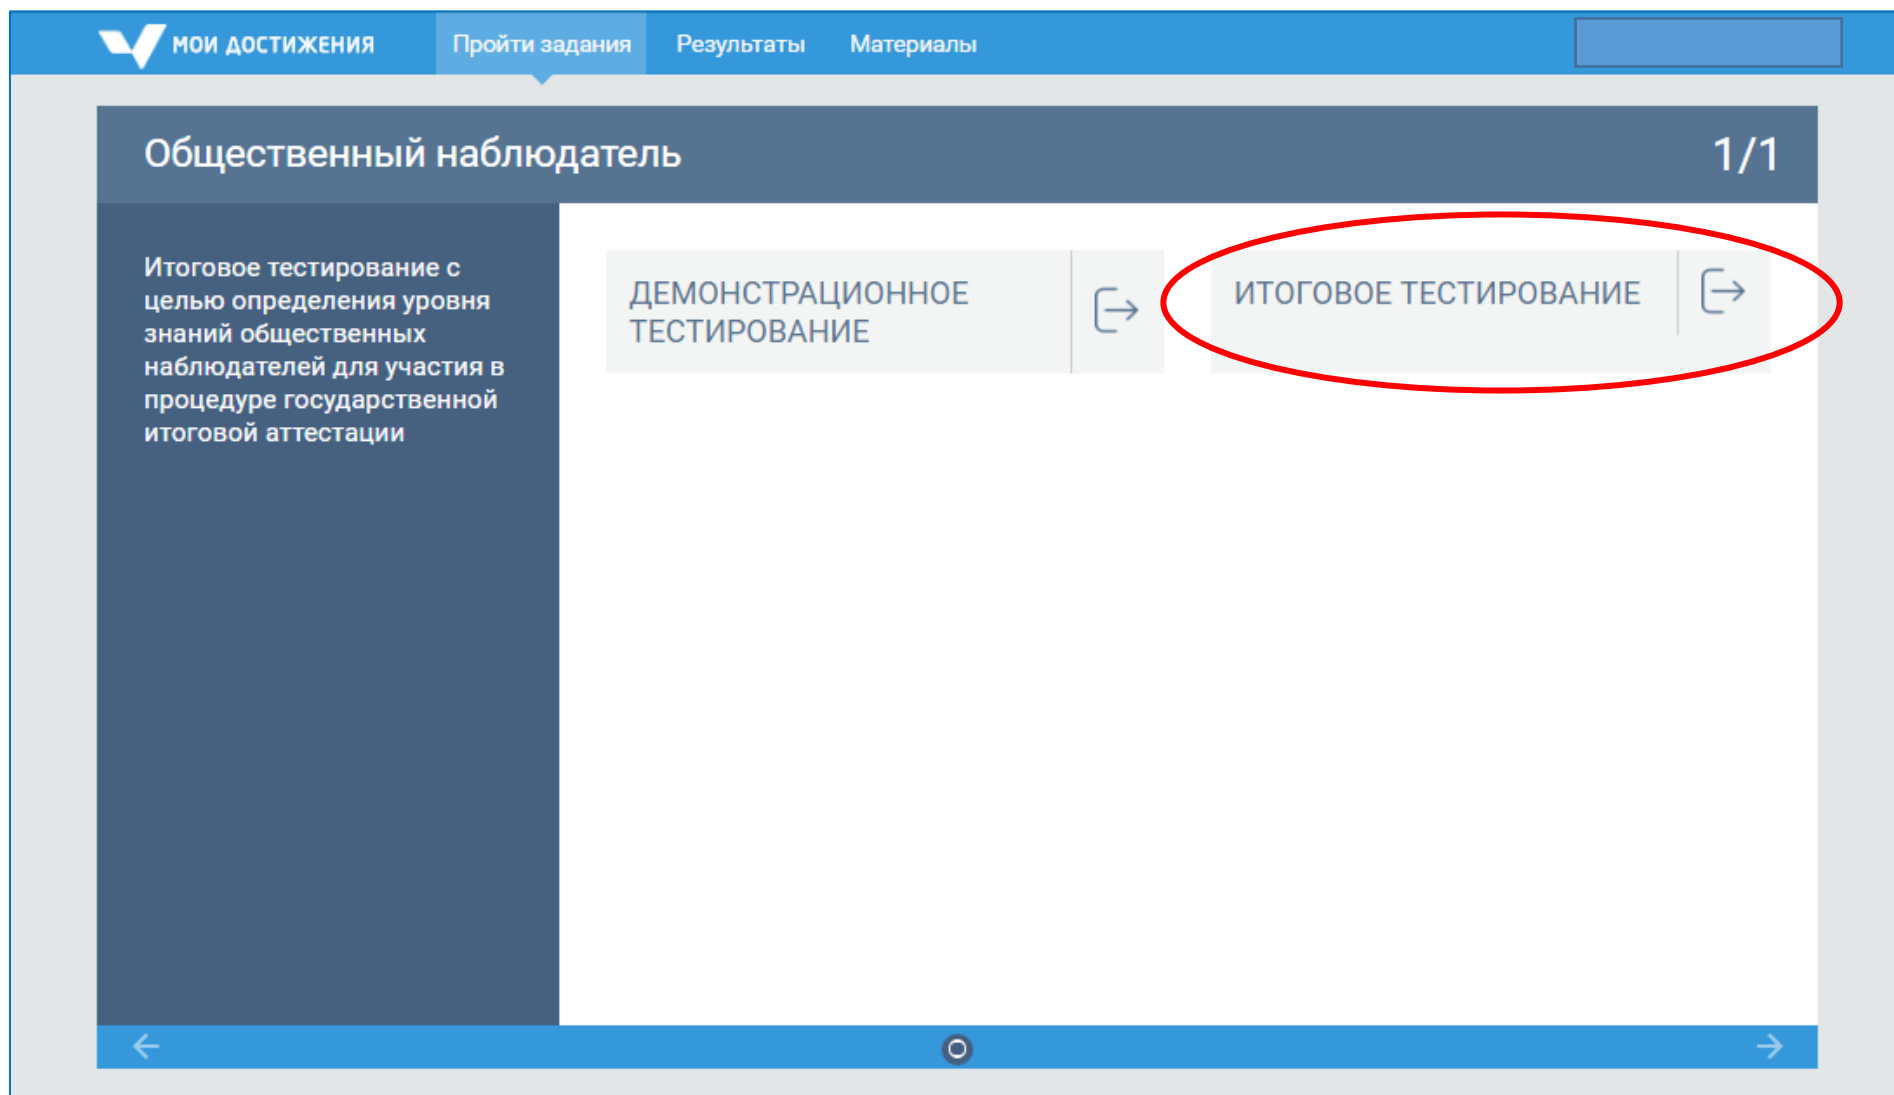 МОИ ДОСТИЖЕНИЯ
Пройти задания
Результаты
Материалы
Общественный наблюдатель
1/1
Итоговое тестирование с
целью определения уровня
знаний общественных
наблюдателей для участия в
процедуре государственной
итоговой аттестации
ДЕМОНСТРАЦИОННОЕ
ТЕСТИРОВАНИЕ
ИТОГОВОЕ ТЕСТИРОВАНИЕ